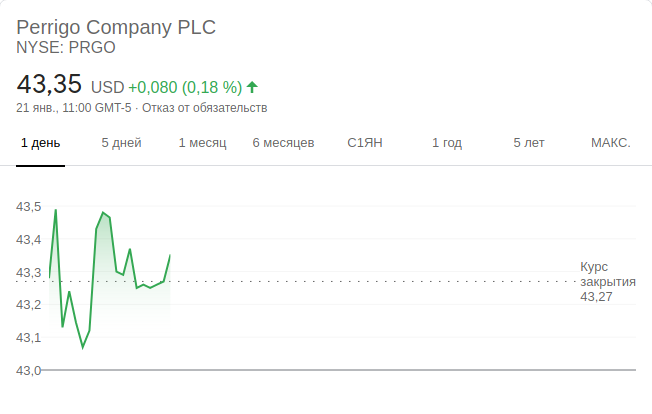 Perrigo Company PLC
NYSE: PRGO
43,35 USD +0,080 (0,18 %)
21 янв., 11:00 GMT-5 · Отказ от обязательств
1 день 5 дней 1 месяц 6 месяцев С1ЯН 1 год 5 лет МАКС.
43,5
43,4
43,3
43,2
43,1
43,0
Курс
закрытия
43,27